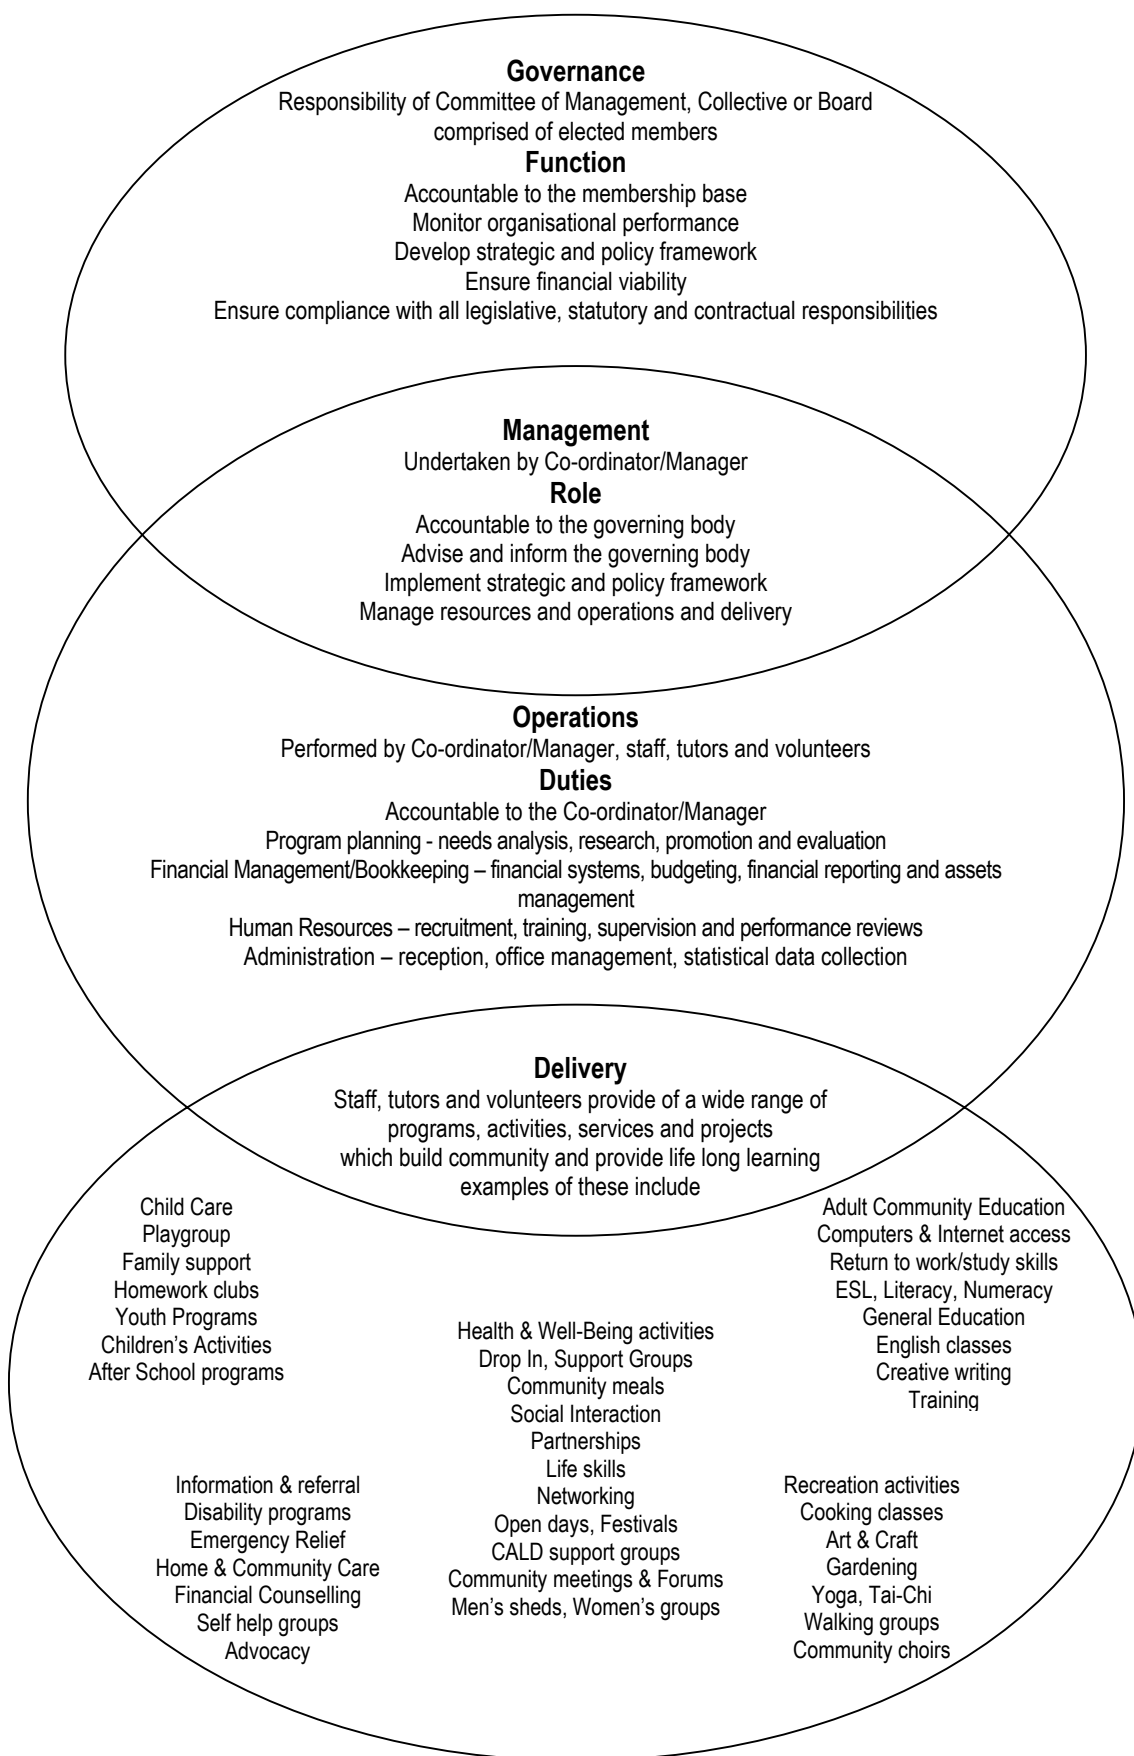 Governance
Responsibility of Committee of Management, Collective or Board
comprised of elected members
Function
Accountable to the membership base
Monitor organisational performance
Develop strategic and policy framework
Ensure financial viability
Ensure compliance with all legislative, statutory and contractual responsibilities
Management
Undertaken by Co-ordinator/Manager
Role
Accountable to the governing body
Advise and inform the governing body
Implement strategic and policy framework
Manage resources and operations and delivery
Operations
Performed by Co-ordinator/Manager, staff, tutors and volunteers
Duties
Accountable to the Co-ordinator/Manager
Program planning - needs analysis, research, promotion and evaluation
Financial Management/Bookkeeping – financial systems, budgeting, financial reporting and assets
management
Human Resources – recruitment, training, supervision and performance reviews
Administration – reception, office management, statistical data collection
Delivery
Staff, tutors and volunteers provide of a wide range of
programs, activities, services and projects
which build community and provide life long learning
examples of these include
Child Care
Playgroup
Family support
Homework clubs
Youth Programs
Children's Activities
After School programs
Adult Community Education
Computers & Internet access
Return to work/study skills
ESL, Literacy, Numeracy
General Education
English classes
Creative writing
Training
Health & Well-Being activities
Drop In, Support Groups
Community meals
Social Interaction
Partnerships
Life skills
Networking
Open days, Festivals
CALD support groups
Community meetings & Forums
Men's sheds, Women's groups
Information & referral
Disability programs
Emergency Relief
Home & Community Care
Financial Counselling
Self help groups
Advocacy
Recreation activities
Cooking classes
Art & Craft
Gardening
Yoga, Tai-Chi
Walking groups
Community choirs